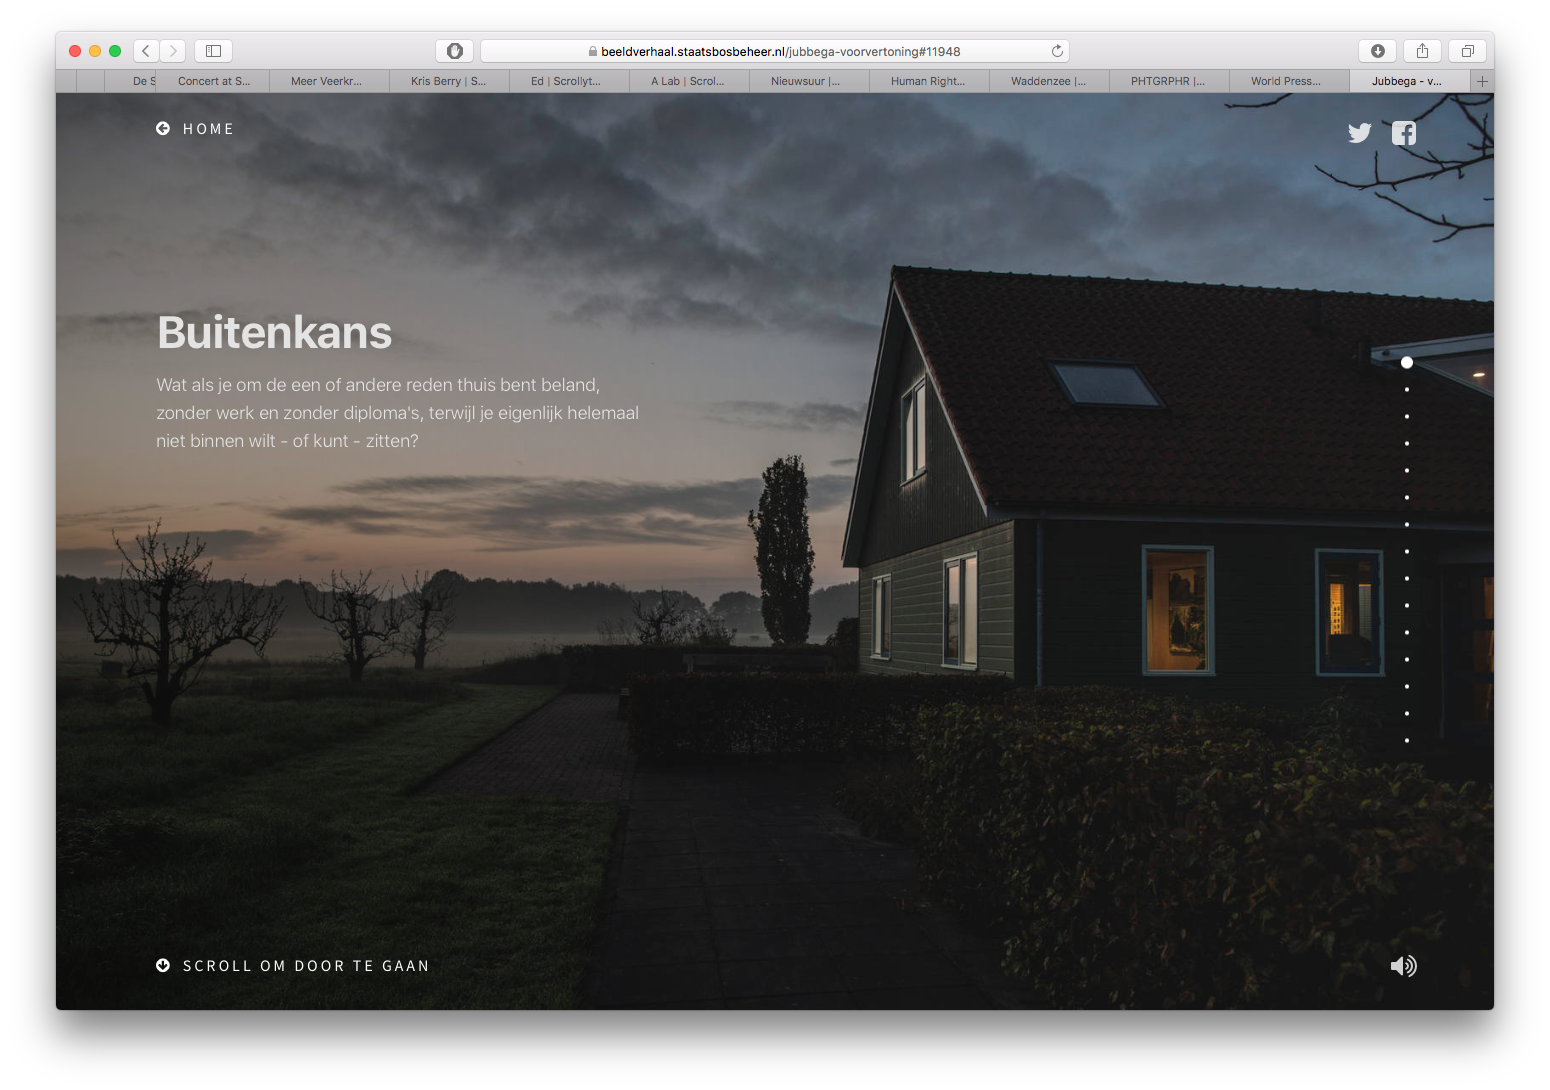 beeldverhaal.staatsbosbeheer.nl/jubbega-voorvertoning#11948
De S
Concert at S...
Meer Veerkr...
Kris Berry | S...
Ed | Scrollyt...
A Lab | Scrol...
Nieuwsuur |...
Human Right...
Waddenzee |...
PHTGRPHR |...
World Press...
Jubbega - v...
HOME
Buitenkans
Wat als je om de een of andere reden thuis bent beland,
zonder werk en zonder diploma's, terwijl je eigenlijk helemaal
niet binnen wilt - of kunt - zitten?
SCROLL OM DOOR TE GAAN